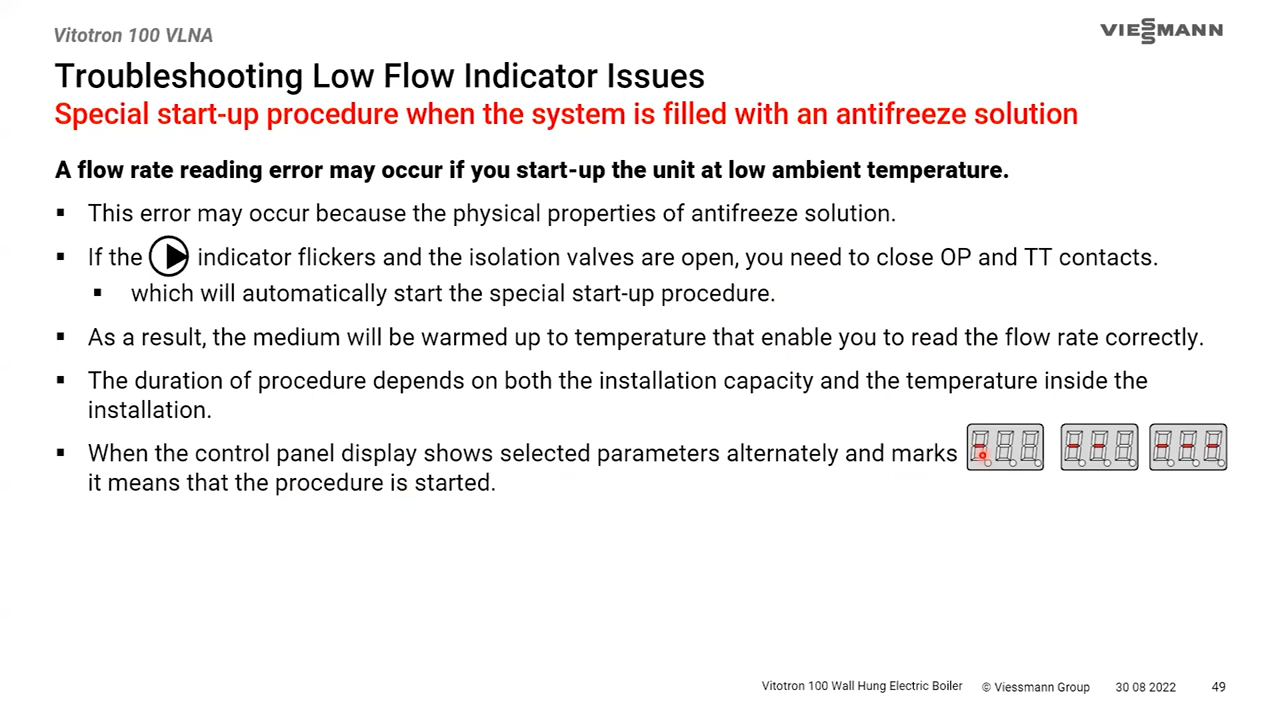 Vitotron 100 VLNA
VIESSMANN
Troubleshooting Low Flow Indicator Issues
Special start-up procedure when the system is filled with an antifreeze solution
A flow rate reading error may occur if you start-up the unit at low ambient temperature.
▪ This error may occur because the physical properties of antifreeze solution.
▪ If the indicator flickers and the isolation valves are open, you need to close OP and TT contacts.
▪ which will automatically start the special start-up procedure.
▪ As a result, the medium will be warmed up to temperature that enable you to read the flow rate correctly.
▪ The duration of procedure depends on both the installation capacity and the temperature inside the
installation.
▪ When the control panel display shows selected parameters alternately and marks
it means that the procedure is started.
Vitotron 100 Wall Hung Electric Boiler © Viessmann Group 30 08 2022 49